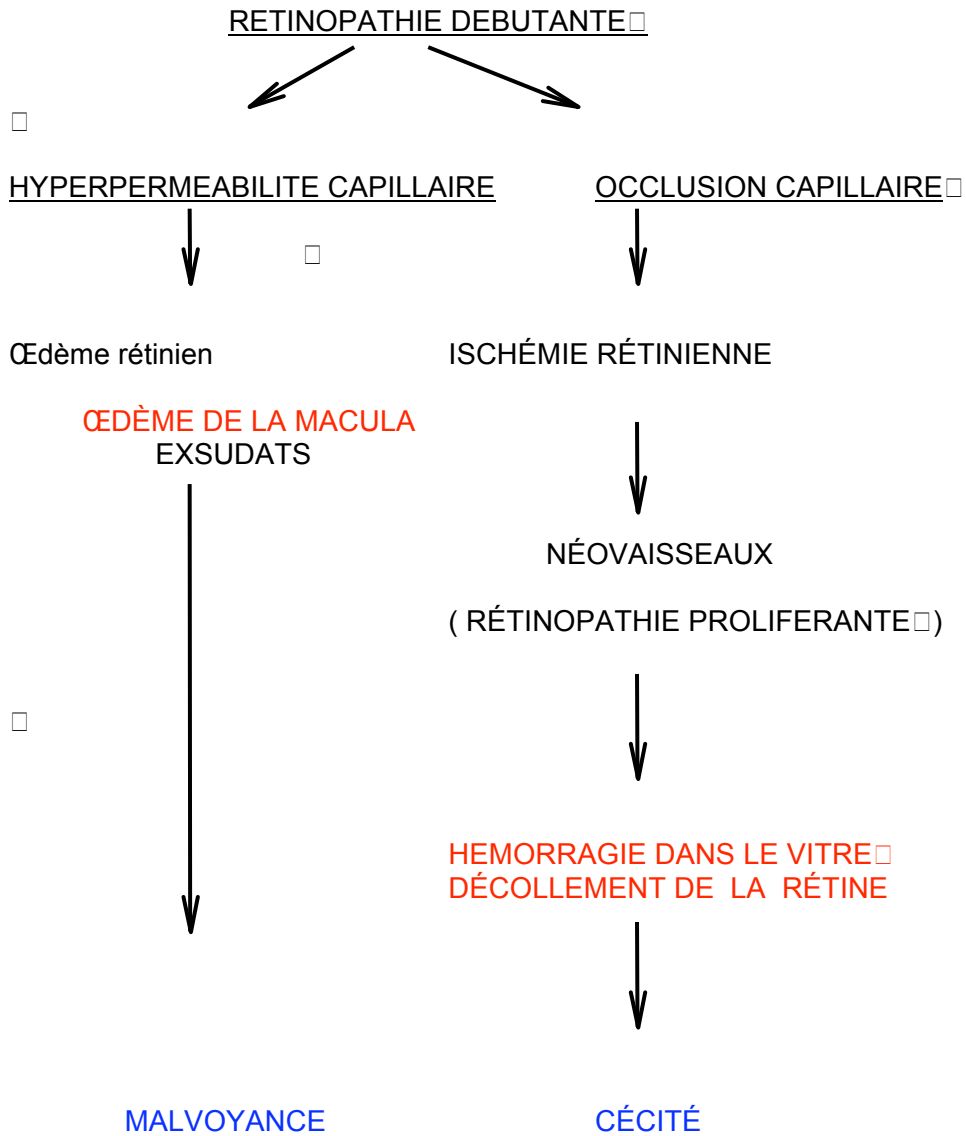 RETINOPATHIE DEBUTANTE
HYPERPERMEABILITE CAPILLAIRE OCCLUSION CAPILLAIRE
Œdème rétinien ISCHÉMIE RÉTINIENNE
ŒDÈME DE LA MACULA
EXSUDATS
NÉOVAISSEAUX
( RÉTINOPATHIE PROLIFERANTE )
HEMORRAGIE DANS LE VITRE
DÉCOLLEMENT DE LA RÉTINE
MALVOYANCE CÉCITÉ